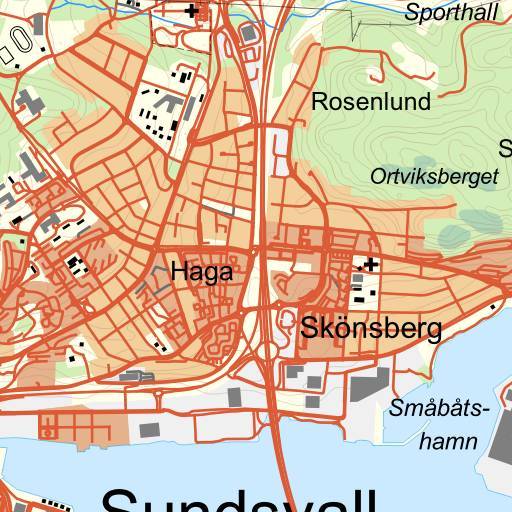 Sporthall
Rosenlund
S
Ortviksberget
Haga
Skönsberg
Småbåts-
hamn
Sundsvall